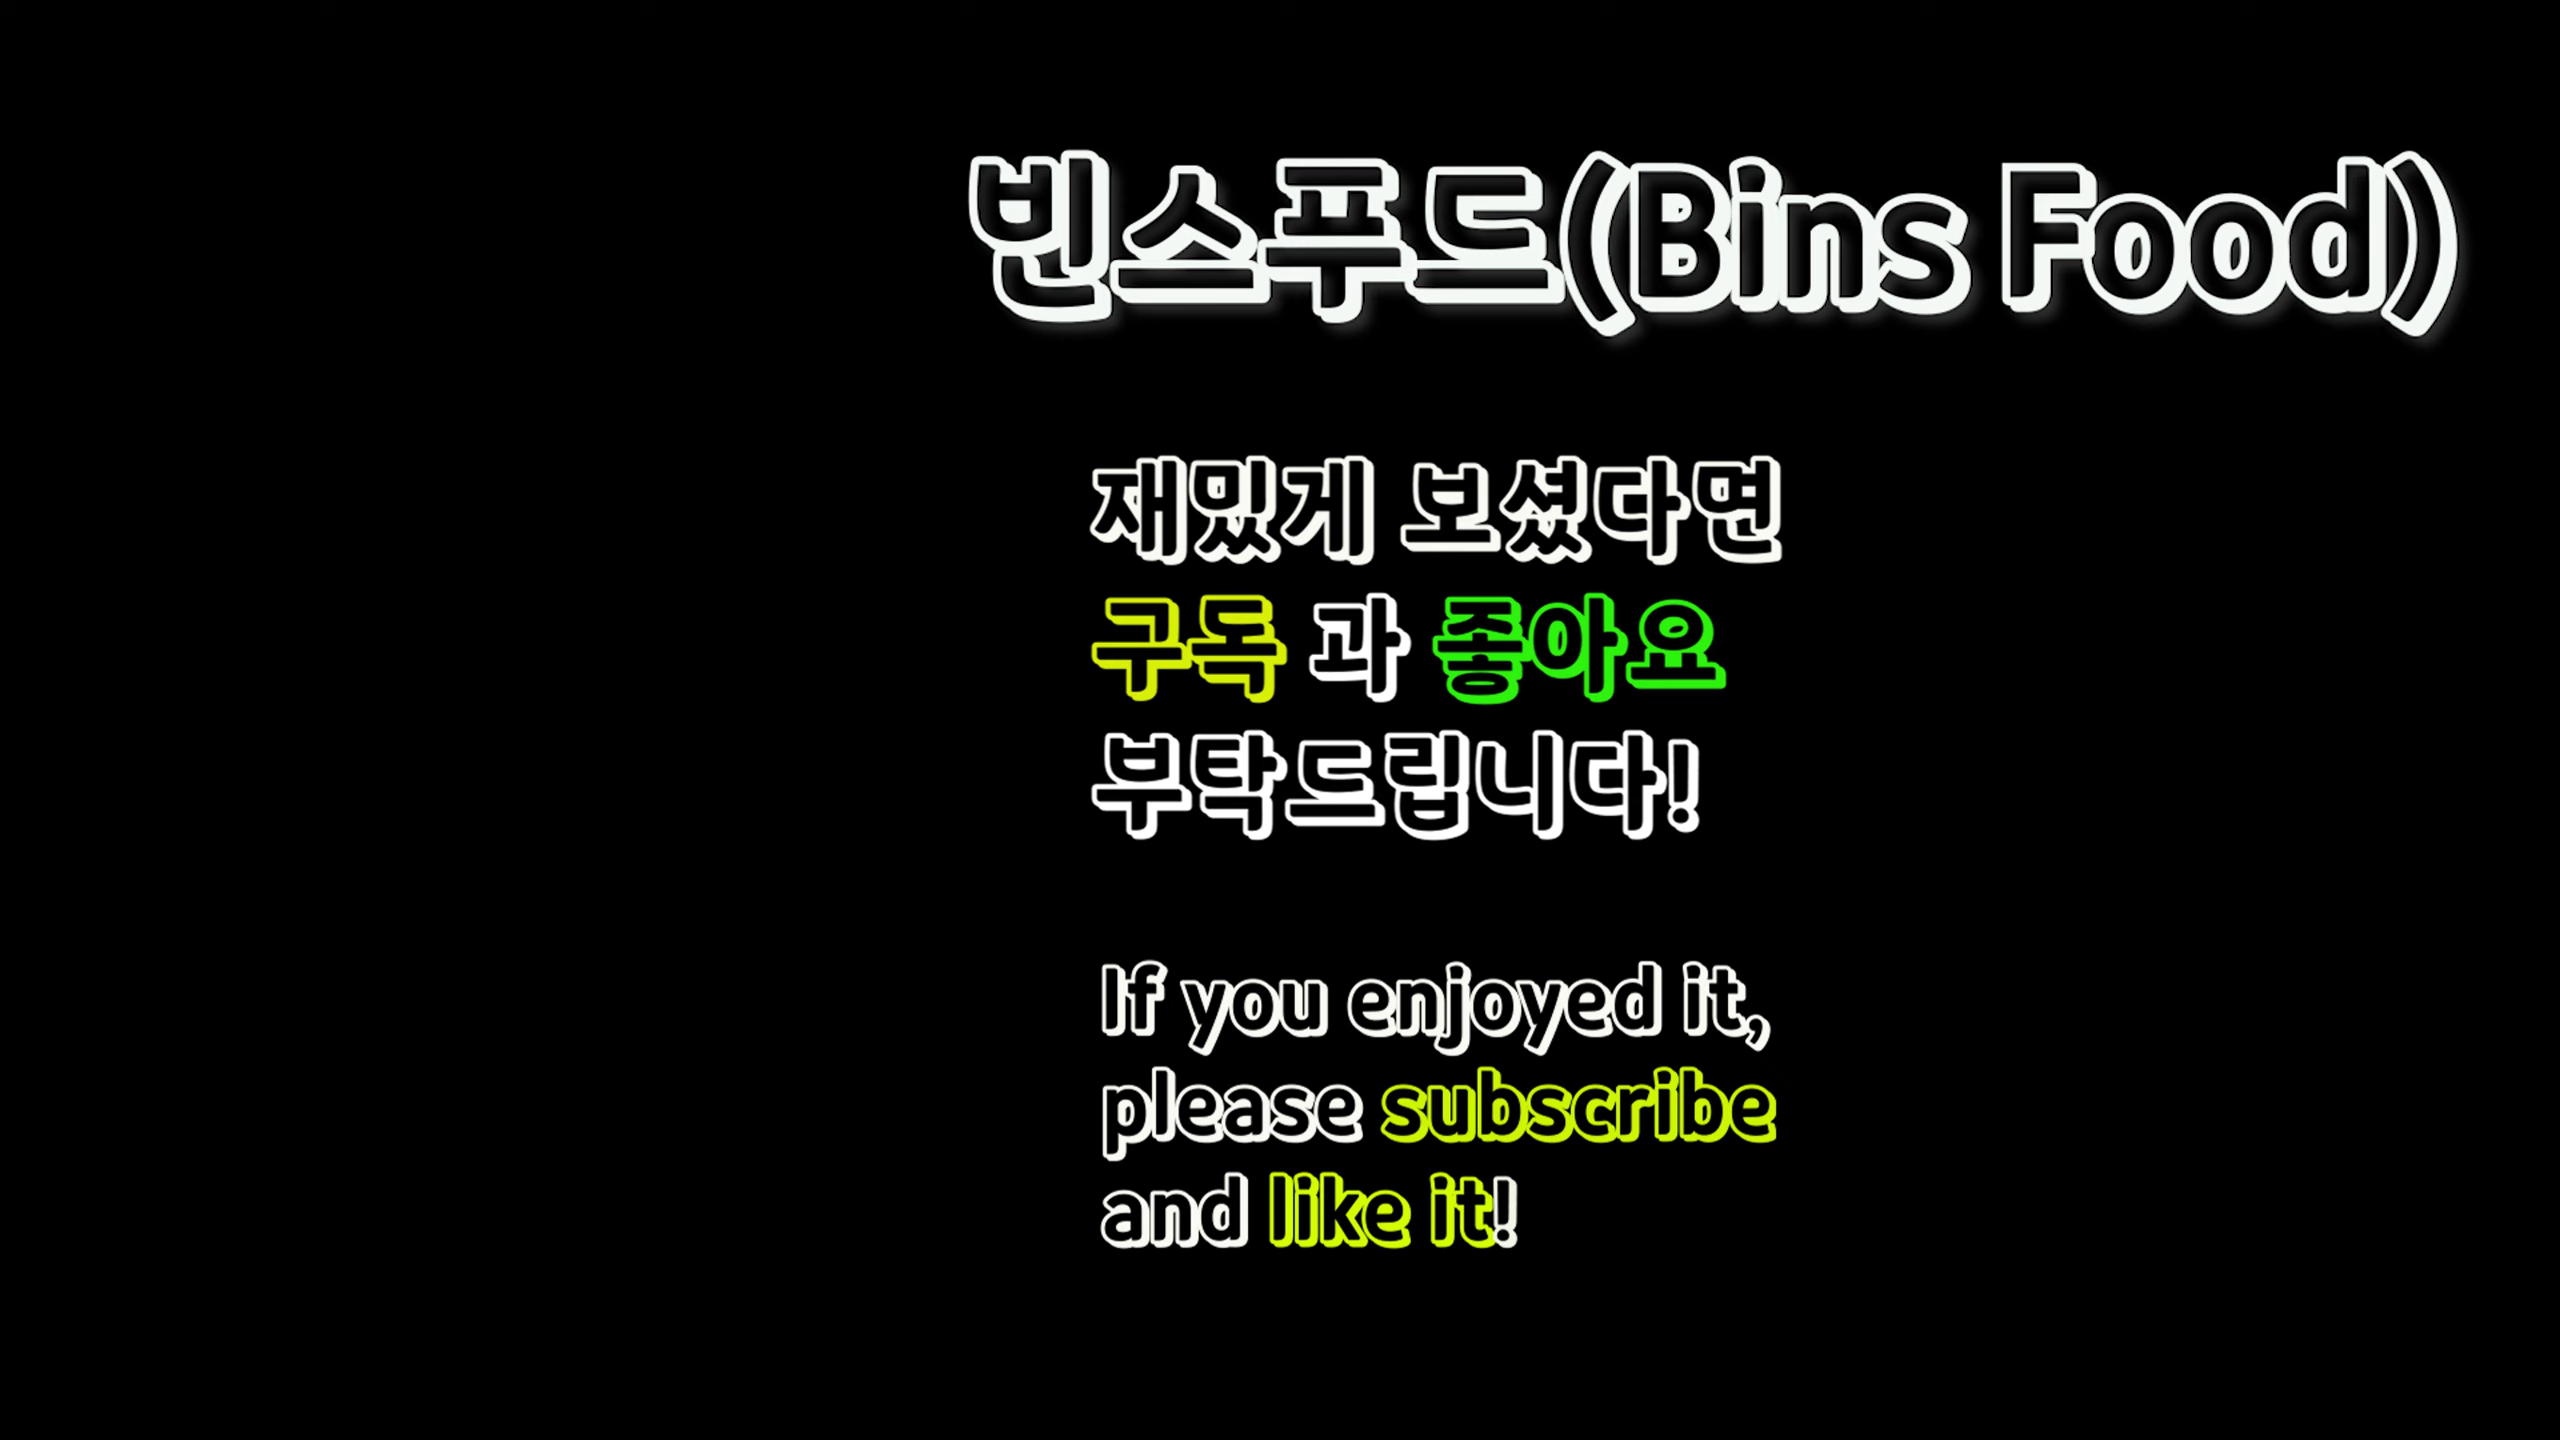 빈스푸드(Bins Food)
재밌게 보셨다면
구독 과 좋아요
부탁드립니다!
If you enjoyed it,
please subscribe
and like it!